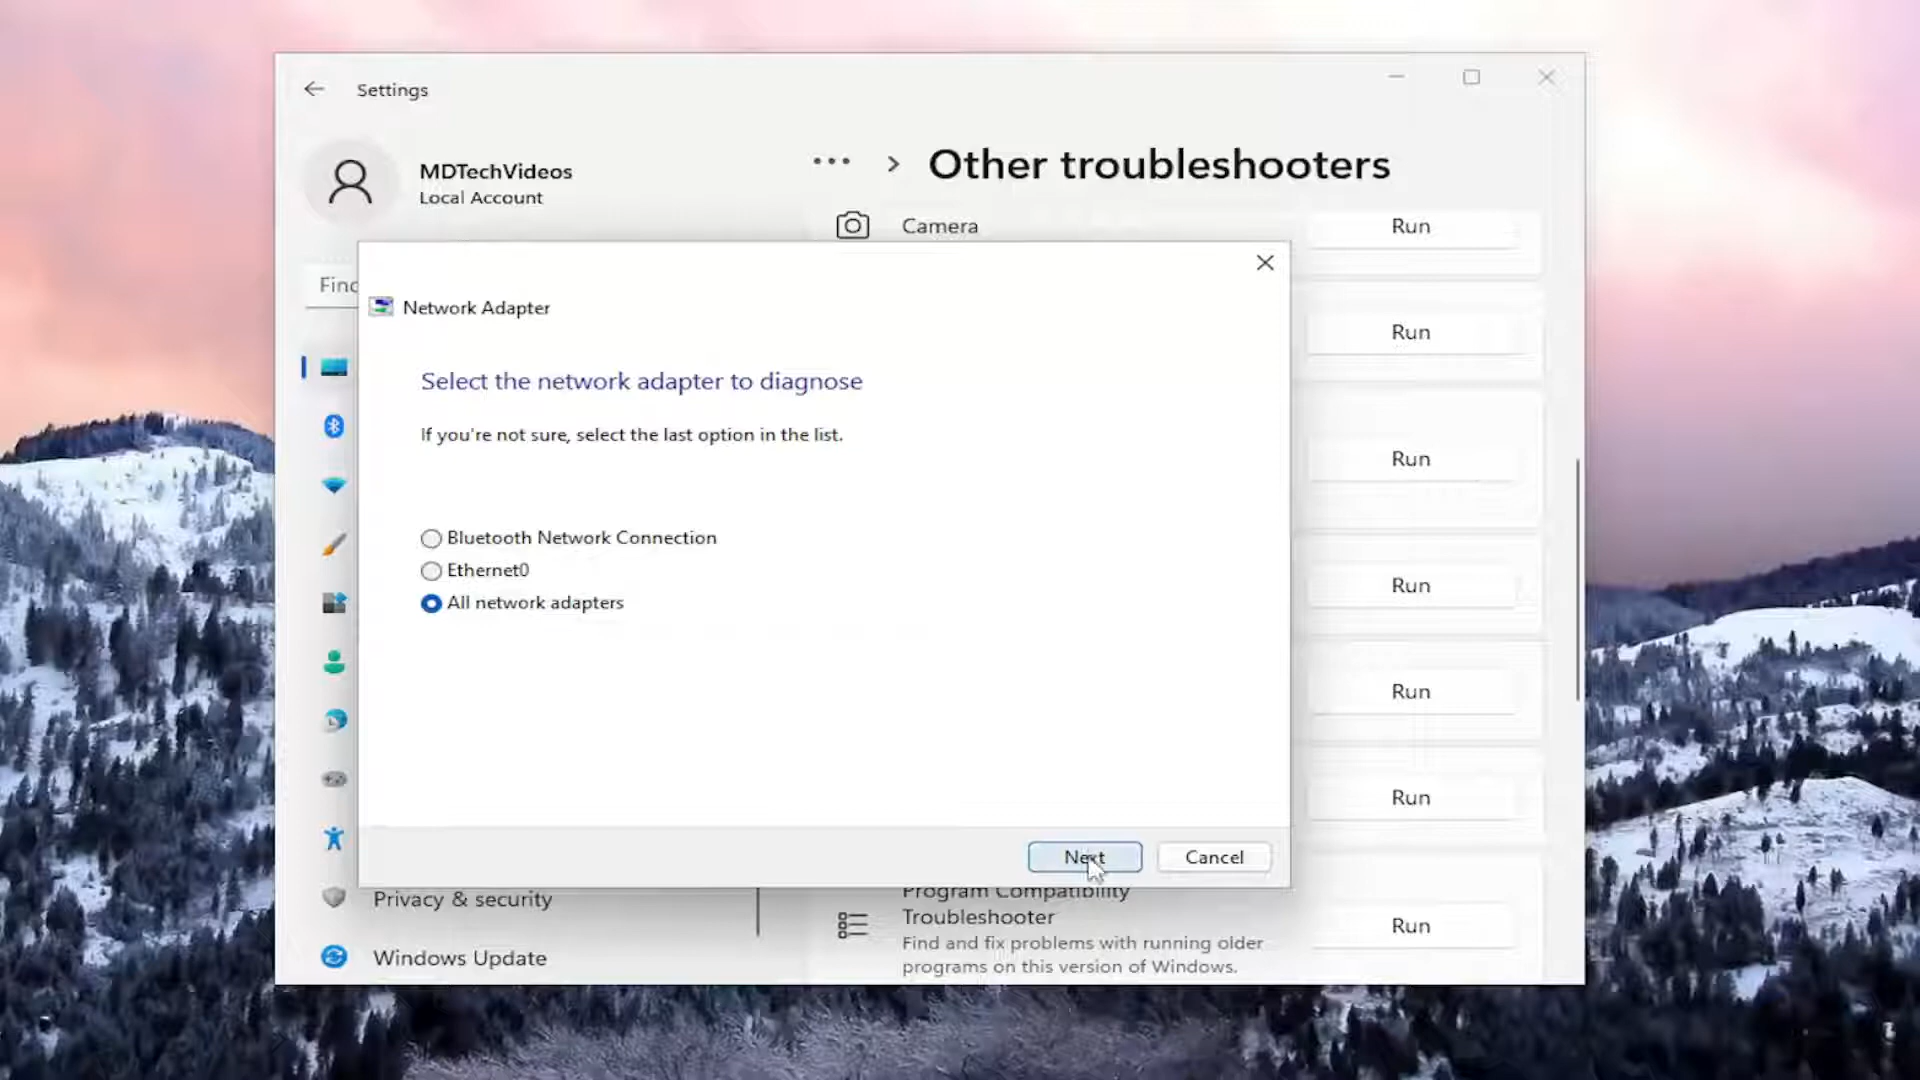 Settings
MDTechVideos
Local Account
Other troubleshooters
Camera
Run
Find
Network Adapter
Run
Select the network adapter to diagnose
If you're not sure, select the last option in the list.
Run
Bluetooth Network Connection
Ethernet0
Run
All network adapters
Run
Run
Next
Cancel
Privacy & security
Program Compatibility
Troubleshooter
Run
Find and fix problems with running older
programs on this version of Windows.
Windows Update